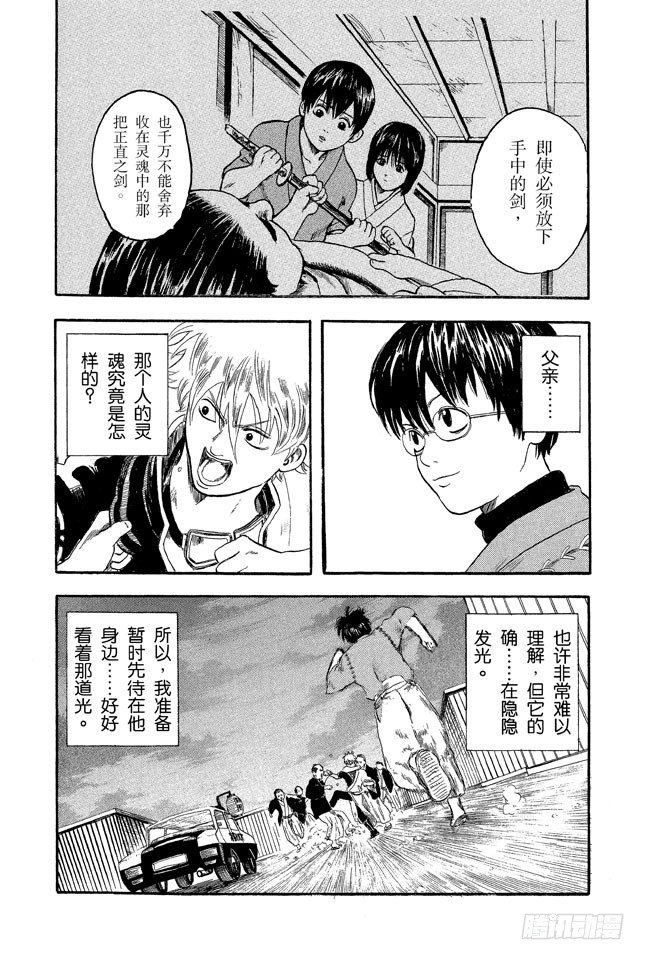 即使必须放下
手中的剑，
也千万不能舍弃
收在灵魂中的那
把正直之剑。
父亲……
那个人的灵
魂究竟是怎
样的？
也许非常难以
理解，但它的
确……在隐隐
发光。
所以，我准备
暂时先待在他
身边……好好
看着那道光。
腾讯动漫